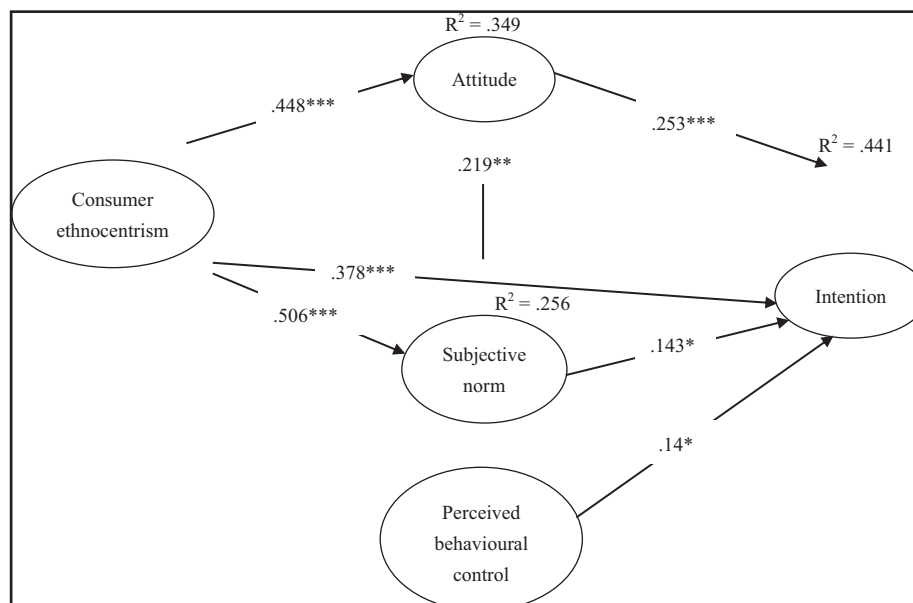 R² = .349
Attitude
.448***
.253***
R² = .441
.219**
Consumer
ethnocentrism
.378***
Intention
R² = .256
.506***
Subjective
norm
.143*
.14*
Perceived
behavioural
control